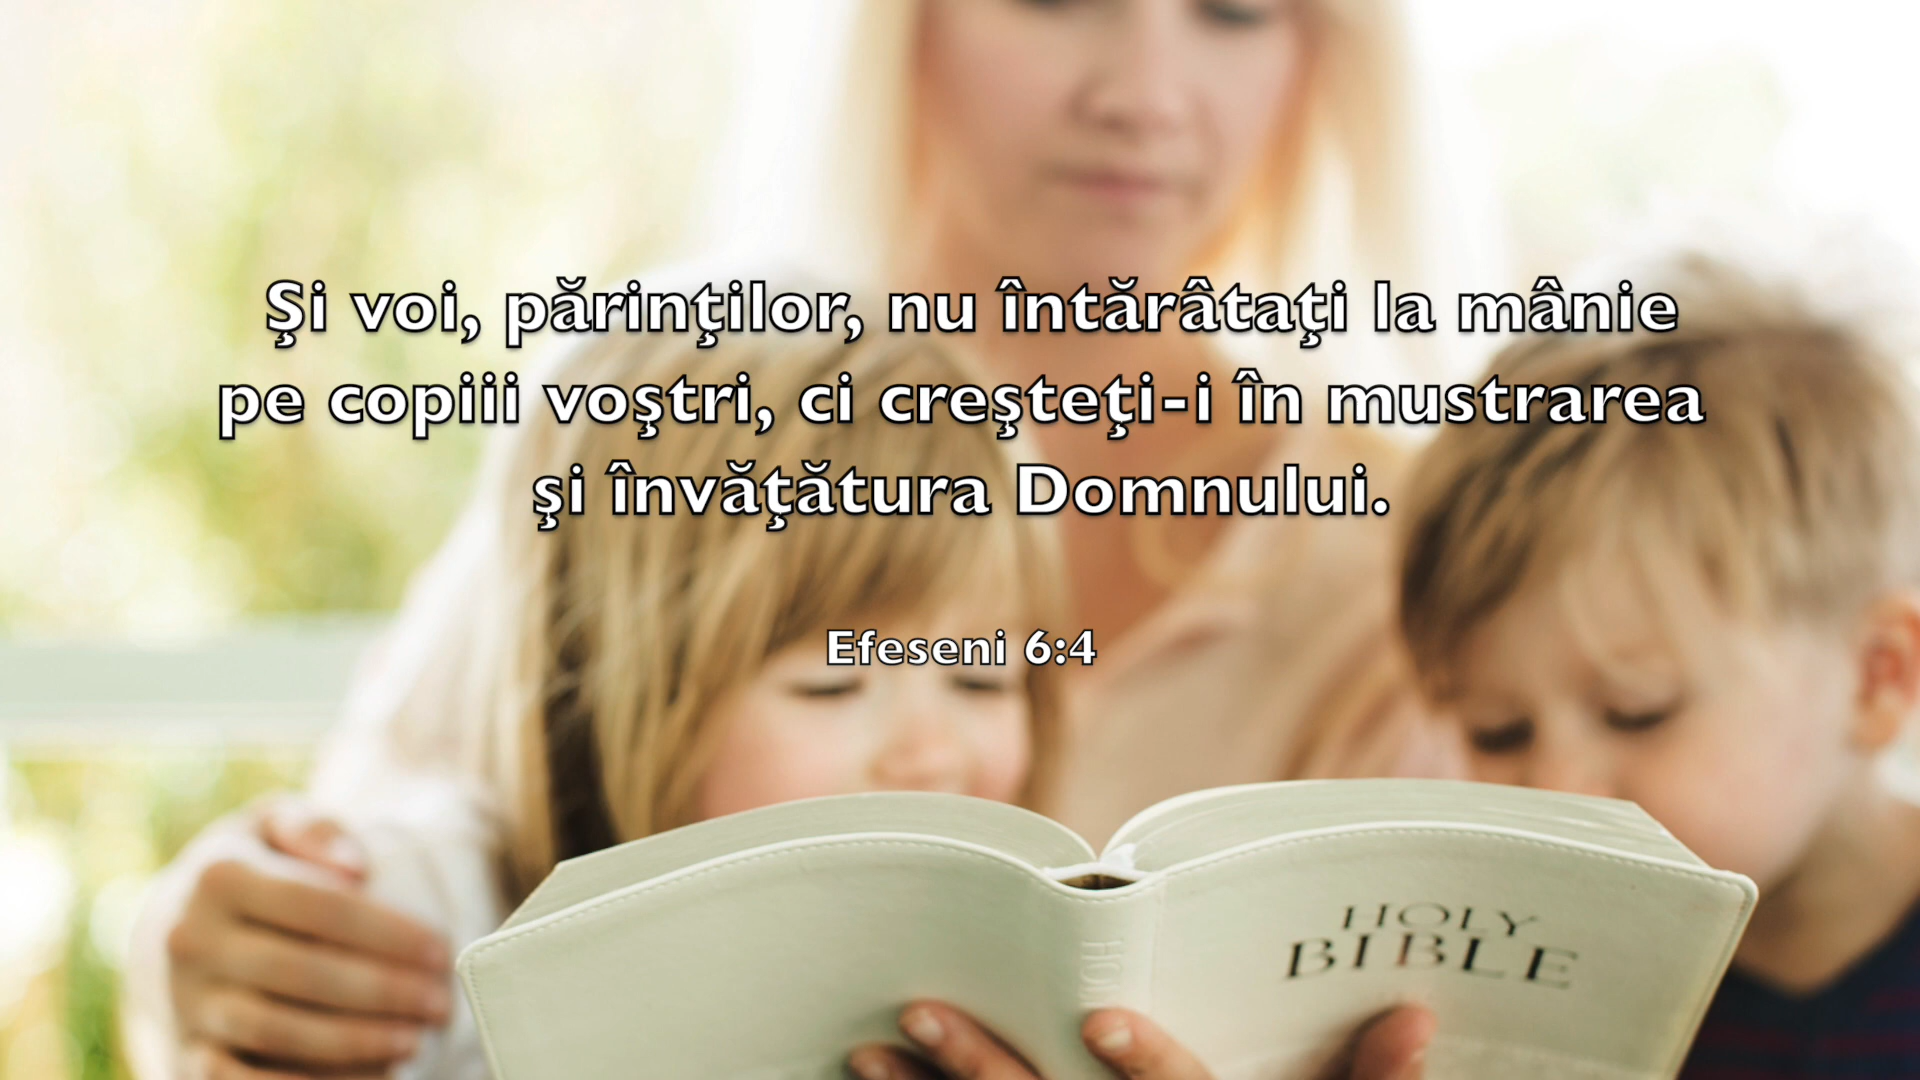 Şi voi, părinţilor, nu întărâtaţi la mânie
pe copiii voştri, ci creşteţi-i în mustrarea
şi învăţătura Domnului.
Efeseni 6:4
HOLY
BIBLE
HOLY